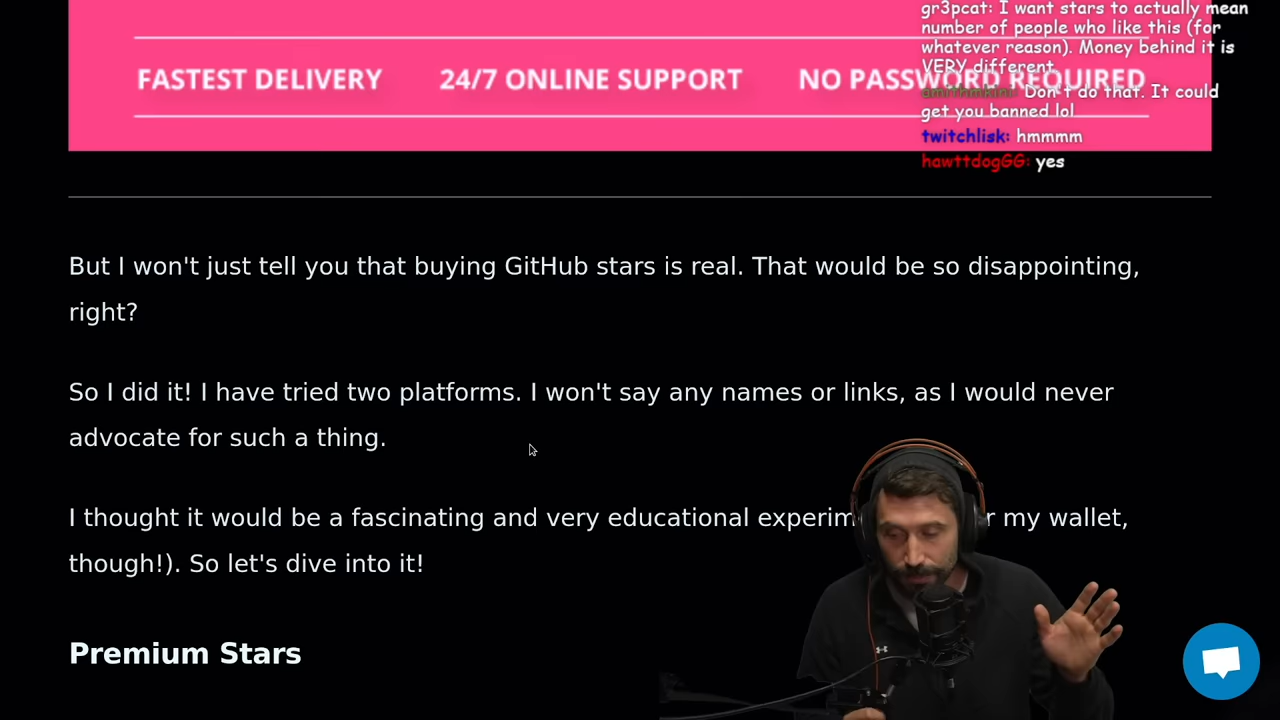 gr3pcat: I want stars to actually mean
number of people who like this (for
whatever reason). Money behind it is
VERY different.
Don't do that. It could
get you banned lol
twitchlisk: hmmmm
hawttdogGG: yes
FASTEST DELIVERY 24/7 ONLINE SUPPORT NO PASSWORD REQUIRED
But I won't just tell you that buying GitHub stars is real. That would be so disappointing,
right?
So I did it! I have tried two platforms. I won't say any names or links, as I would never
advocate for such a thing.
I thought it would be a fascinating and very educational my wallet,
though!). So let's dive into it!
Premium Stars